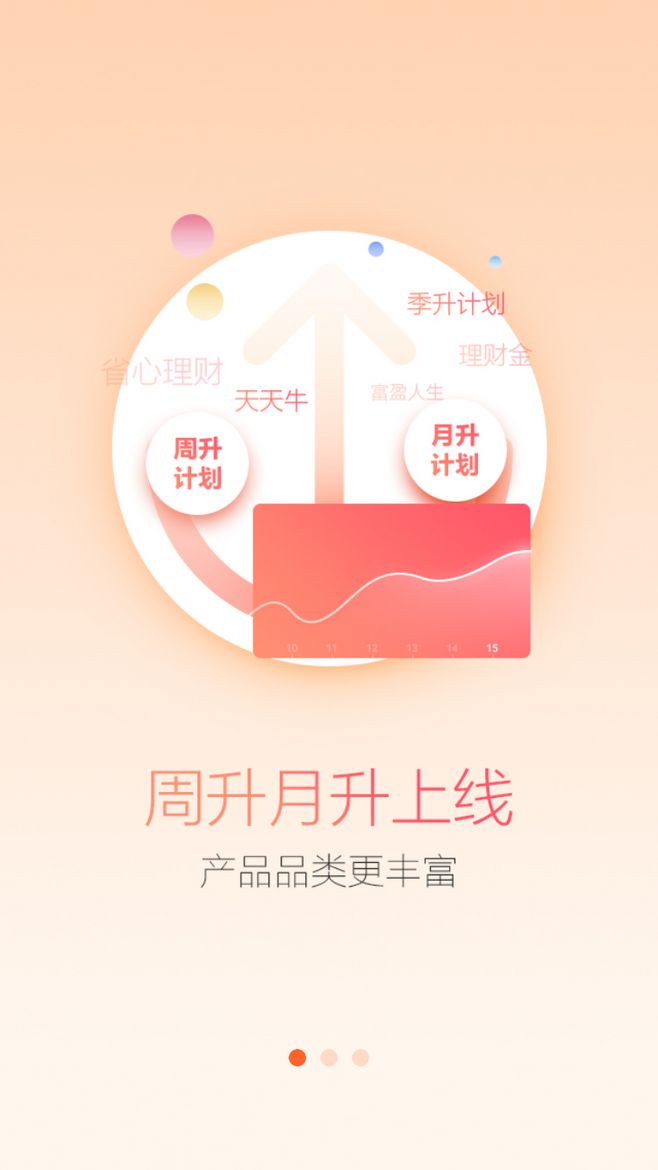 季升计划
理财金
省心理财
富盈人生
天天牛
周升
计划
月升
计划
10 11 12 13 14 15
周升月升上线
产品品类更丰富